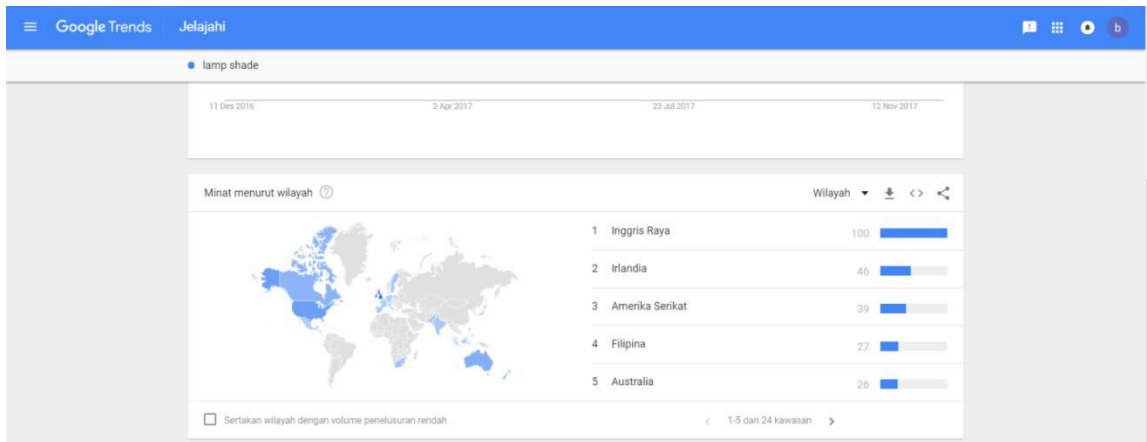 Google Trends Jelajahi
b
lamp shade
11 Des 2016 2 Apr 2017 23 Jul 2017 12 Nov 2017
Minat menurut wilayah
Wilayah
1 Inggris Raya 100
2 Irlandia 46
3 Amerika Serikat 39
4 Filipina 27
5 Australia 26
Sertakan wilayah dengan volume penelusuran rendah
1-5 dari 24 kawasan